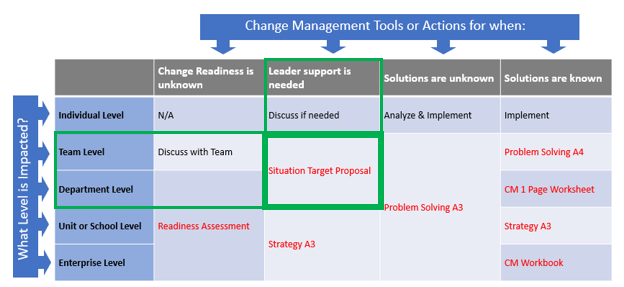 Change Management Tools or Actions for when:
What Level is Impacted?
Change Readiness is
unknown
Leader support is
needed
Solutions are unknown
Solutions are known
Individual Level
N/A
Discuss if needed
Analyze & Implement
Implement
Team Level
Discuss with Team
Situation Target Proposal
Problem Solving A3
Problem Solving A4
Department Level
CM 1 Page Worksheet
Unit or School Level
Readiness Assessment
Strategy A3
Strategy A3
Enterprise Level
CM Workbook